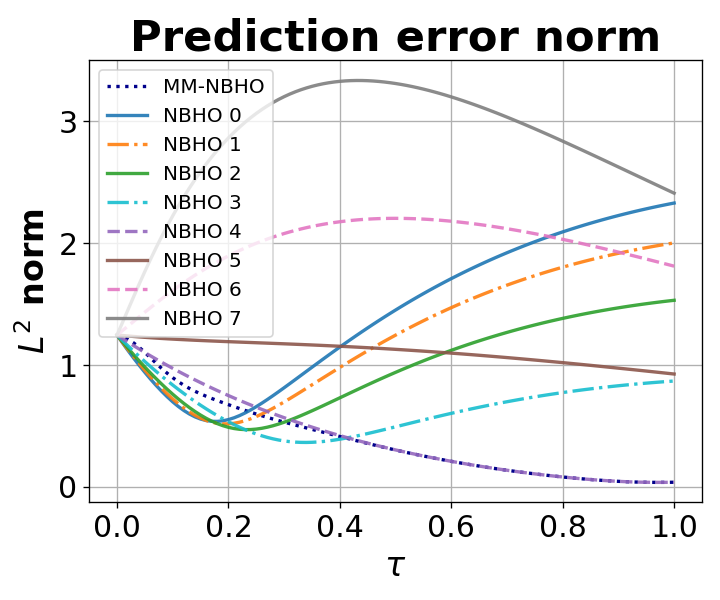 Prediction error norm
MM-NBHO
NBHO 0
NBHO 1
NBHO 2
NBHO 3
NBHO 4
NBHO 5
NBHO 6
NBHO 7
L² norm
3
2
1
0
0.0 0.2 0.4 0.6 0.8 1.0
τ